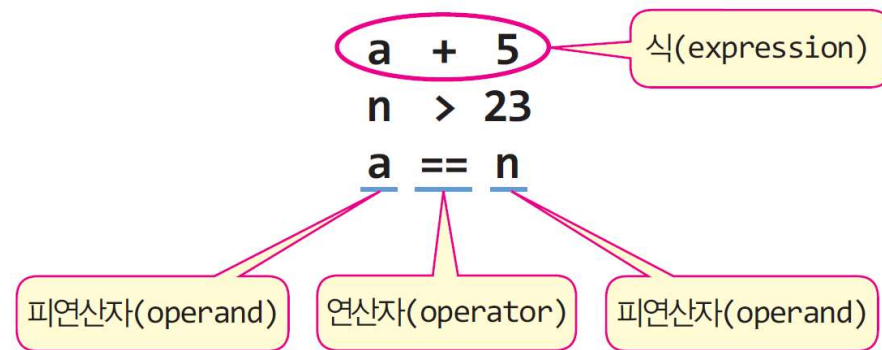 a + 5
식(expression)
n > 23
a == n
피연산자(operand)
연산자(operator)
피연산자(operand)